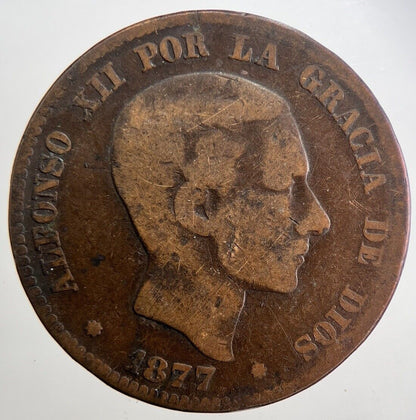 ALFONSO XII POR LA GRACIA DE DIOS
1877